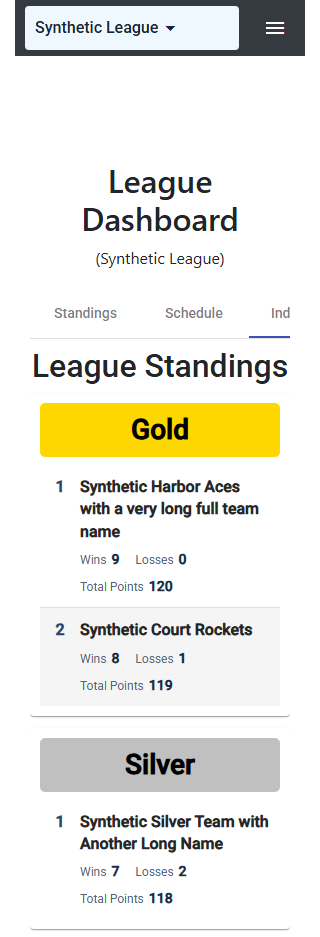 Synthetic League
League
Dashboard
(Synthetic League)
Standings Schedule Ind
League Standings
Gold
1 Synthetic Harbor Aces
with a very long full team
name
Wins 9 Losses 0
Total Points 120
2 Synthetic Court Rockets
Wins 8 Losses 1
Total Points 119
Silver
1 Synthetic Silver Team with
Another Long Name
Wins 7 Losses 2
Total Points 118